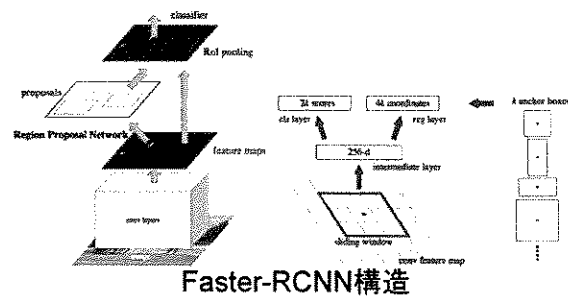 classifier
RoI pooling
proposals
Region Proposal Network
feature maps
conv layers
2k scores
4k coordinates
k anchor boxes
cls layer
reg layer
256-d
intermediate layer
sliding window
conv feature map
Faster-RCNN構造